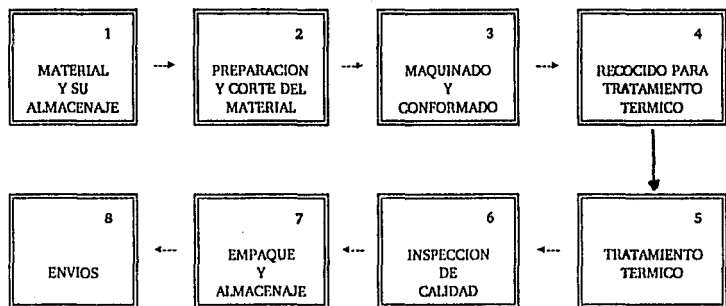 1
MATERIAL
Y SU
ALMACENAJE
2
PREPARACION
Y CORTE DEL
MATERIAL
3
MAQUINADO
Y
CONFORMADO
4
RECOCIDO PARA
TRATAMIENTO
TERMICO
5
TRATAMIENTO
TERMICO
6
INSPECCION
DE
CALIDAD
7
EMPAQUE
Y
ALMACENAJE
8
ENVIOS